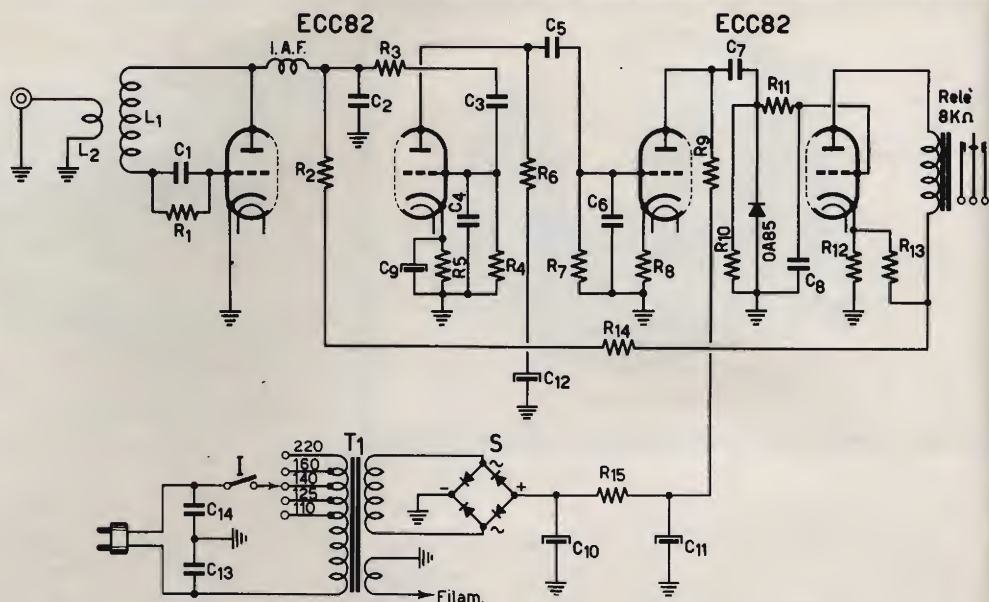 ECC82
ECC82
I.A.F.
R3
C5
C7
L2
L1
C1
R1
C2
C3
R2
C4
C9
R5
R4
R6
C6
R7
R8
R9
R10
R11
OA85
C8
R12
R13
Relè
8KΩ
R14
C12
I
220
160
140
125
110
T1
S
~
-
+
~
C14
C13
R15
C10
C11
Filam.